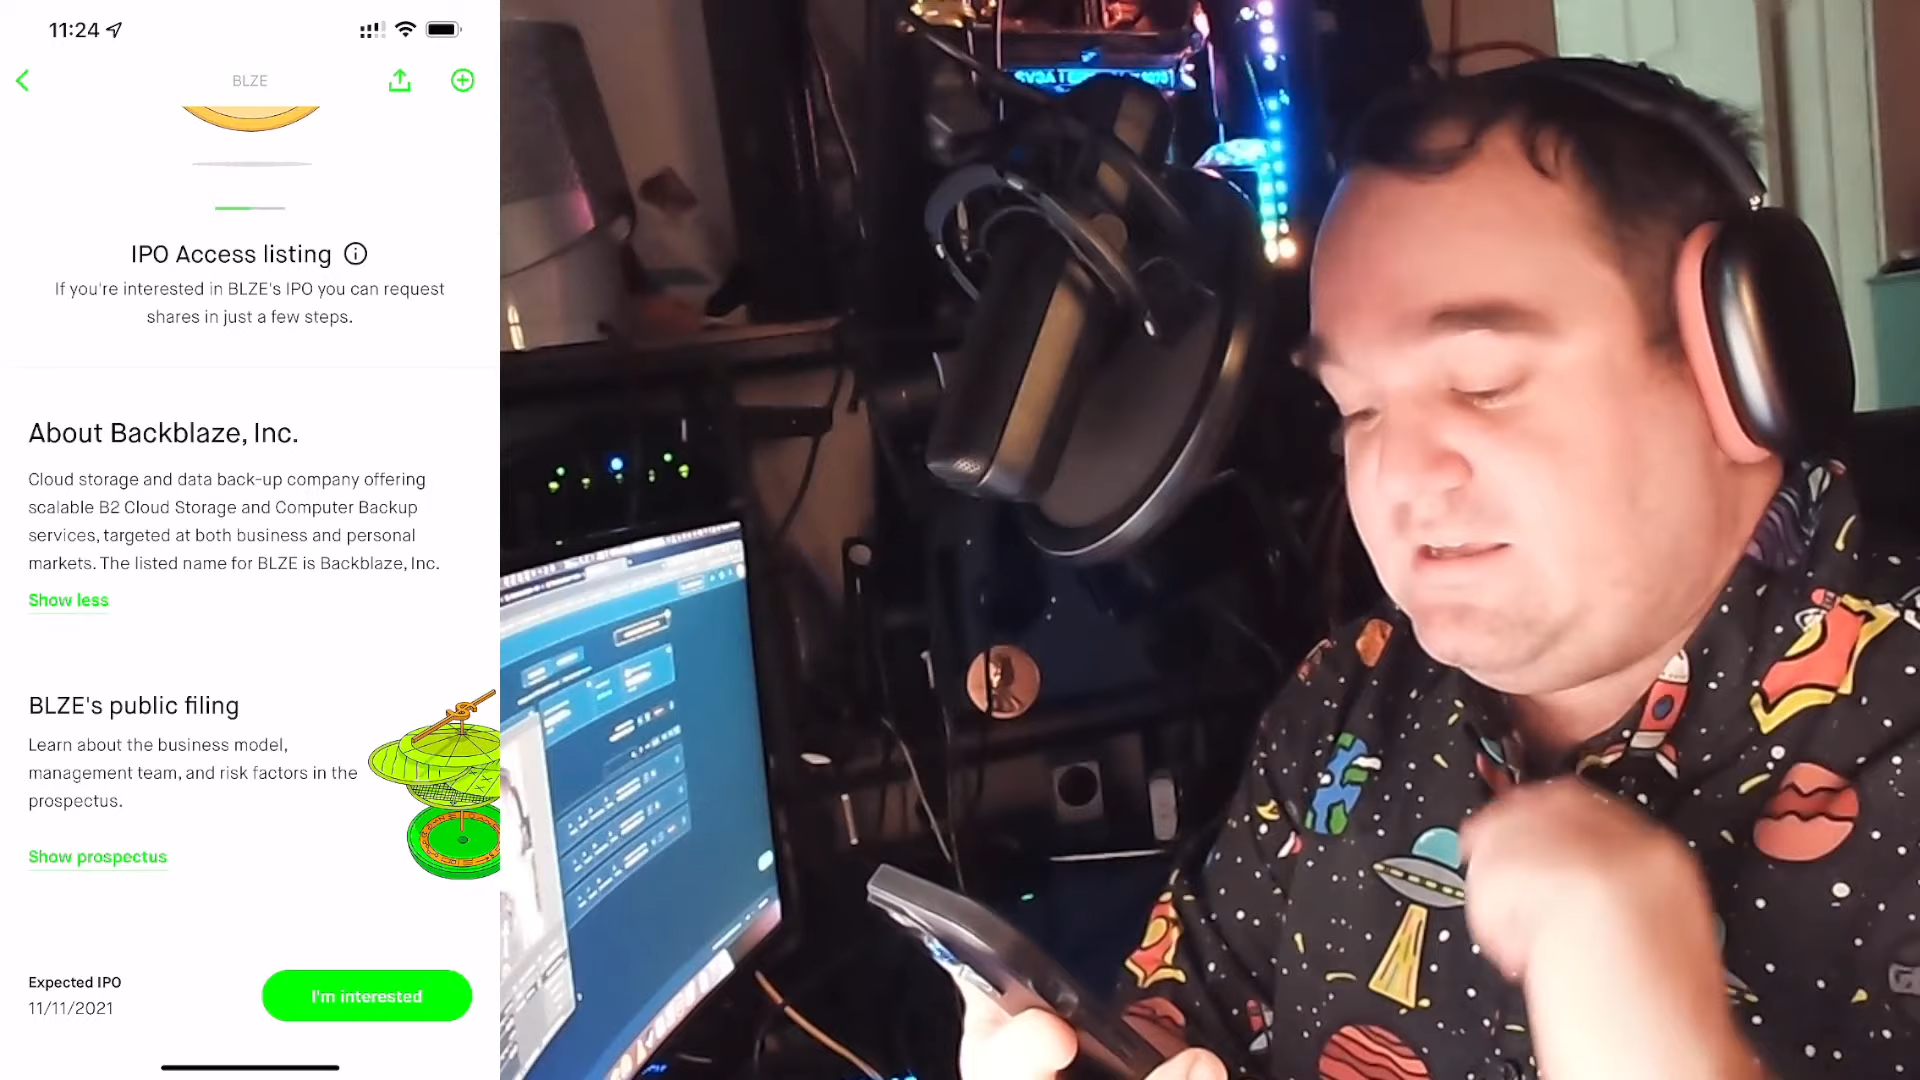 11:24
BLZE
IPO Access listing
If you're interested in BLZE's IPO you can request
shares in just a few steps.
About Backblaze, Inc.
Cloud storage and data back-up company offering
scalable B2 Cloud Storage and Computer Backup
services, targeted at both business and personal
markets. The listed name for BLZE is Backblaze, Inc.
Show less
BLZE's public filing
Learn about the business model,
management team, and risk factors in the
prospectus.
Show prospectus
Expected IPO
11/11/2021
I'm interested